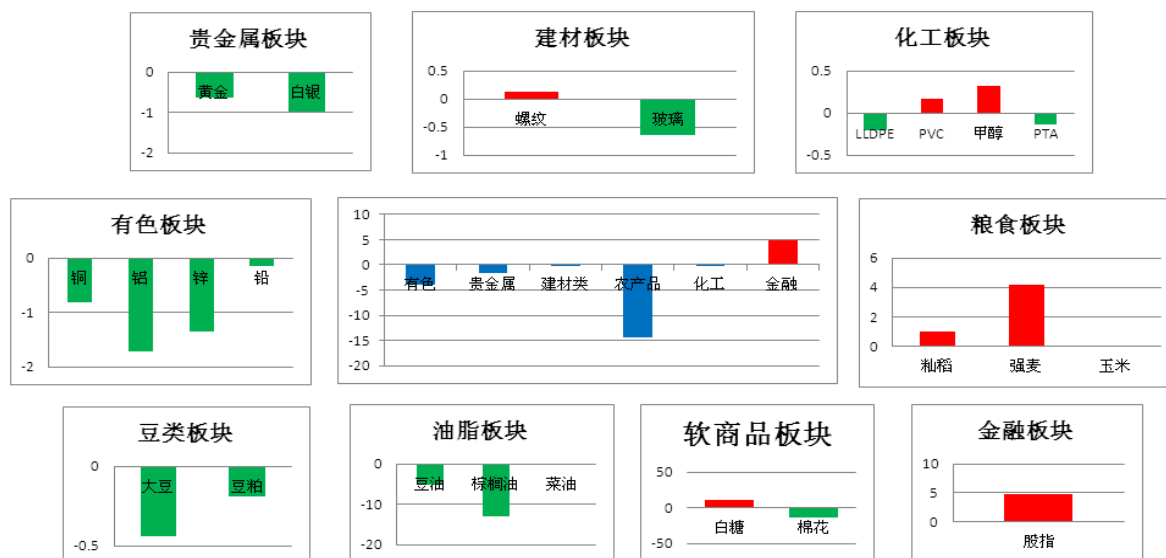 贵金属板块
0
-1
-2
黄金
白银
建材板块
0.5
0
-0.5
-1
螺纹
玻璃
化工板块
0.5
0
-0.5
LLDPE
PVC
甲醇
PTA
有色板块
0
-1
-2
铜
铝
锌
铅
10
5
0
-5
-10
-15
-20
有色
贵金属
建材类
农产品
化工
金融
粮食板块
6
4
2
0
籼稻
强麦
玉米
豆类板块
0
-0.5
大豆
豆粕
油脂板块
0
-10
-20
豆油
棕榈油
菜油
软商品板块
50
0
-50
白糖
棉花
金融板块
10
5
0
股指